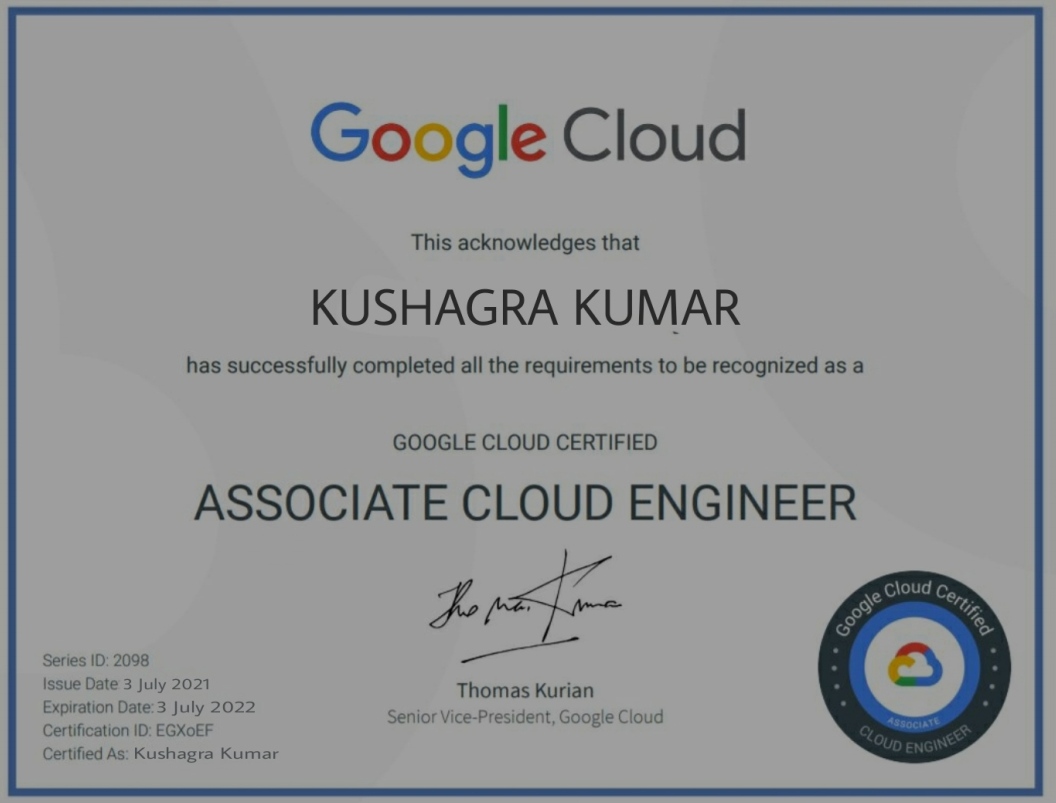 Google Cloud
This acknowledges that
KUSHAGRA KUMAR
has successfully completed all the requirements to be recognized as a
GOOGLE CLOUD CERTIFIED
ASSOCIATE CLOUD ENGINEER
Thomas Kurian
Thomas Kurian
Senior Vice-President, Google Cloud
Series ID: 2098
Issue Date 3 July 2021
Expiration Date: 3 July 2022
Certification ID: EGXoEF
Certified As: Kushagra Kumar
Google Cloud Certified
ASSOCIATE
CLOUD ENGINEER